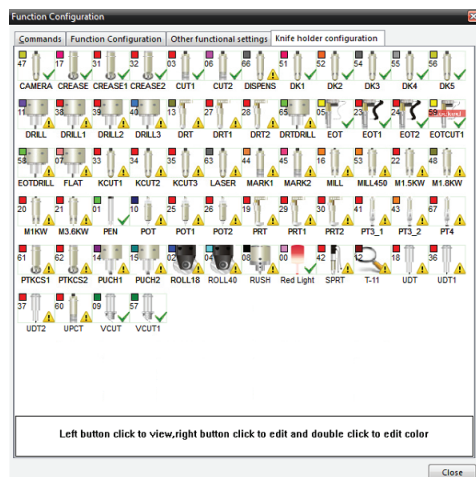 Function Configuration
Commands Function Configuration Other functional settings Knife holder configuration
47 17 31 32 03 06 66 51 52 54 55 56
CAMERA CREASE CREASE1 CREASE2 CUT1 CUT2 DISPENS DK1 DK2 DK3 DK4 DK5
11 38 39 40 13 27 28 65 05 23 24 59
DRILL DRILL1 DRILL2 DRILL3 DRT DRT1 DRT2 DRTDRILL EOT EOT1 EOT2 EOTCUT1
58 07 33 34 35 63 44 45 16 53 22 48
EOTDRILL FLAT KCUT1 KCUT2 KCUT3 LASER MARK1 MARK2 MILL MILL450 M1.5KW M1.8KW
20 21 01 10 25 26 19 29 30 41 43 67
M1KW M3.6KW PEN POT POT1 POT2 PRT PRT1 PRT2 PT3_1 PT3_2 PT4
61 62 14 15 02 04 08 00 42 12 18 36
PTKCS1 PTKCS2 PUCH1 PUCH2 ROLL18 ROLL40 RUSH Red Light SPRT T-11 UDT UDT1
37 60 09 57
UDT2 UPCT VCUT VCUT1
Left button click to view,right button click to edit and double click to edit color
Close